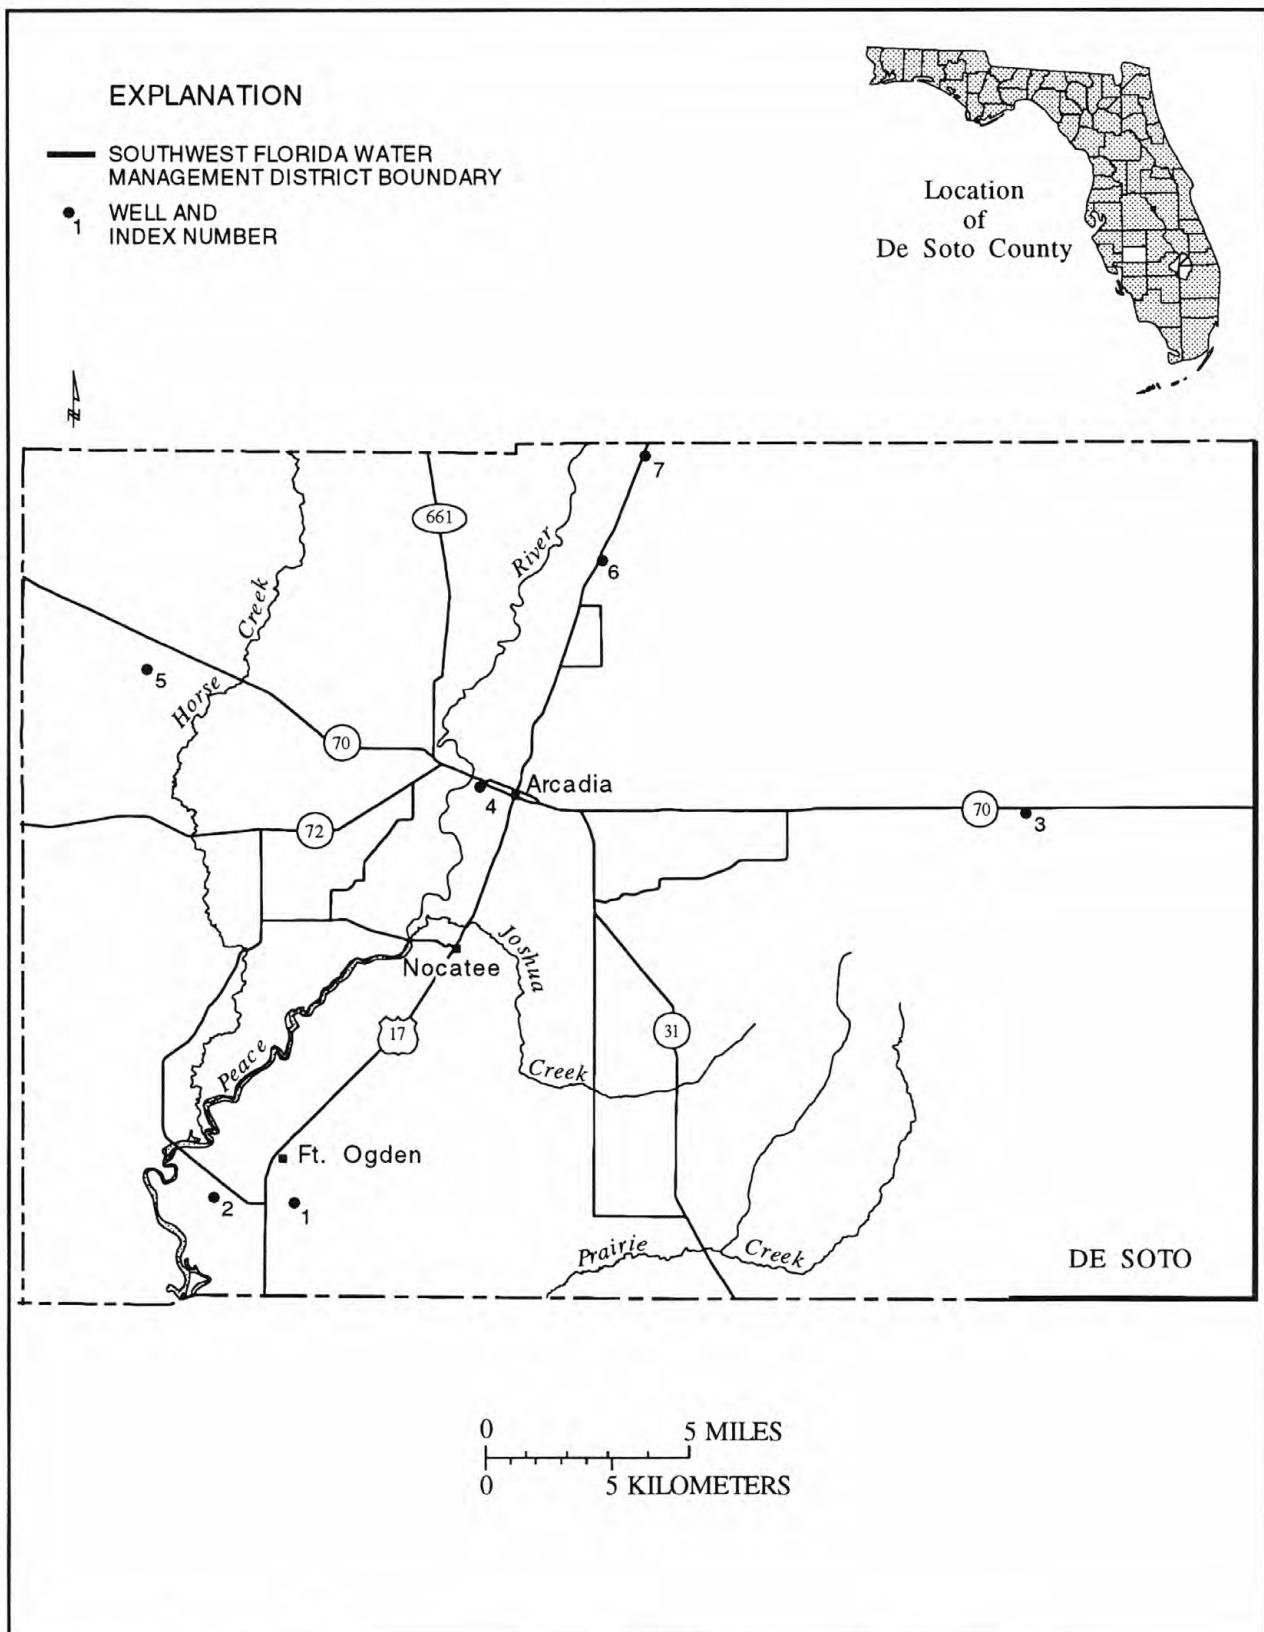 EXPLANATION
SOUTHWEST FLORIDA WATER
MANAGEMENT DISTRICT BOUNDARY
1
WELL AND
INDEX NUMBER
Location
of
De Soto County
N
7
661
River
6
Creek
5
Horse
70
Arcadia
4
70
3
72
Joshua
Nocatee
17
31
Peace
Creek
Ft. Ogden
2
1
Prairie
Creek
DE SOTO
0
5 MILES
0
5 KILOMETERS